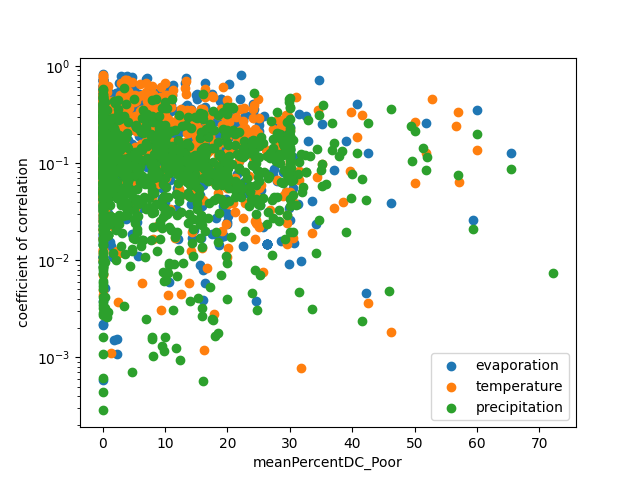 10⁰
10⁻¹
10⁻²
10⁻³
coefficient of correlation
evaporation
temperature
precipitation
0 10 20 30 40 50 60 70
meanPercentDC_Poor